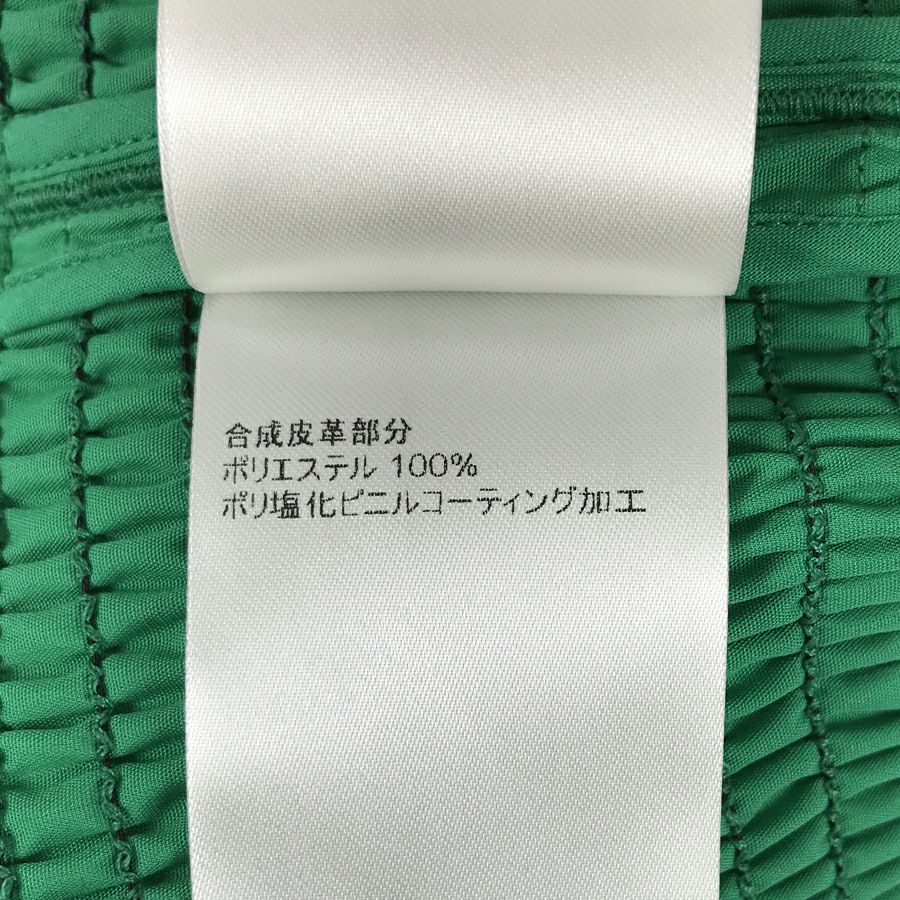 合成皮革部分
ポリエステル 100%
ポリ塩化ビニルコーティング加工